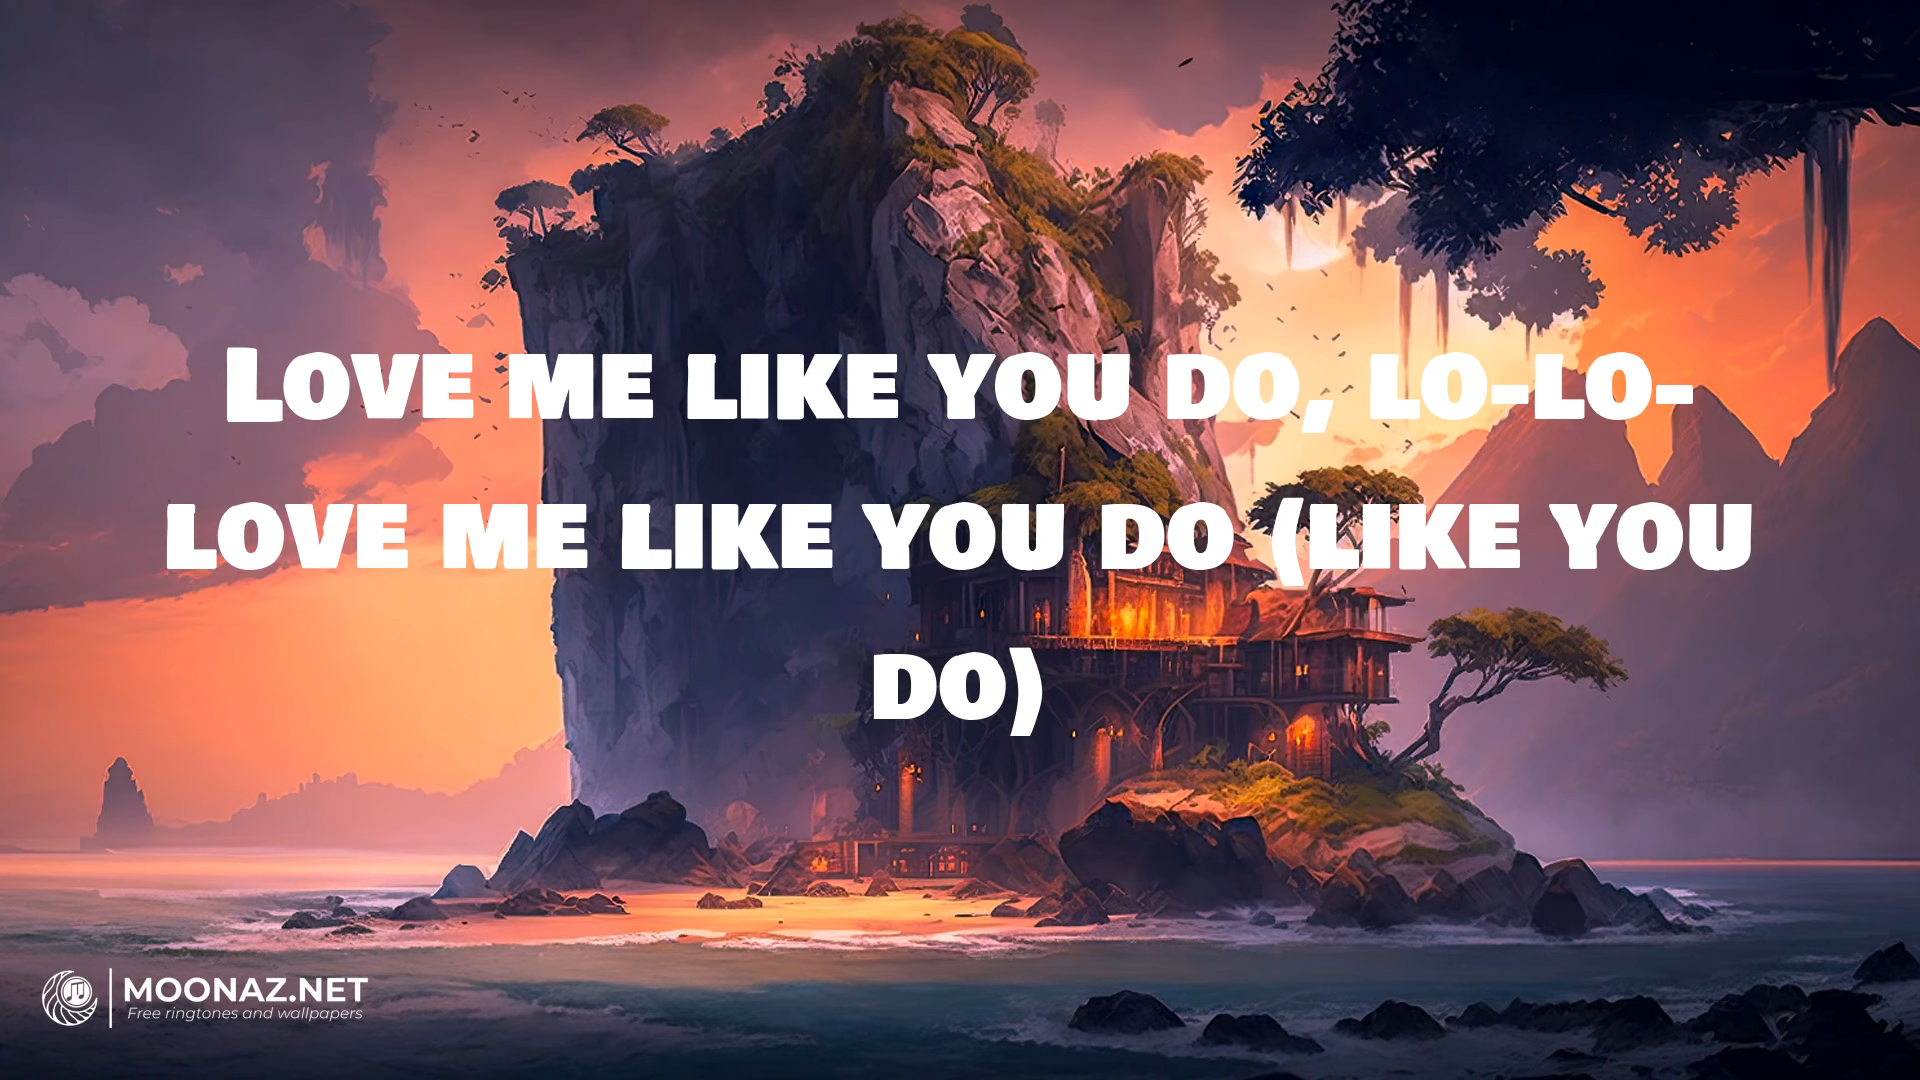 Love me like you do, lo-lo-
love me like you do (like you
do)
MOONAZ.NET
Free ringtones and wallpapers